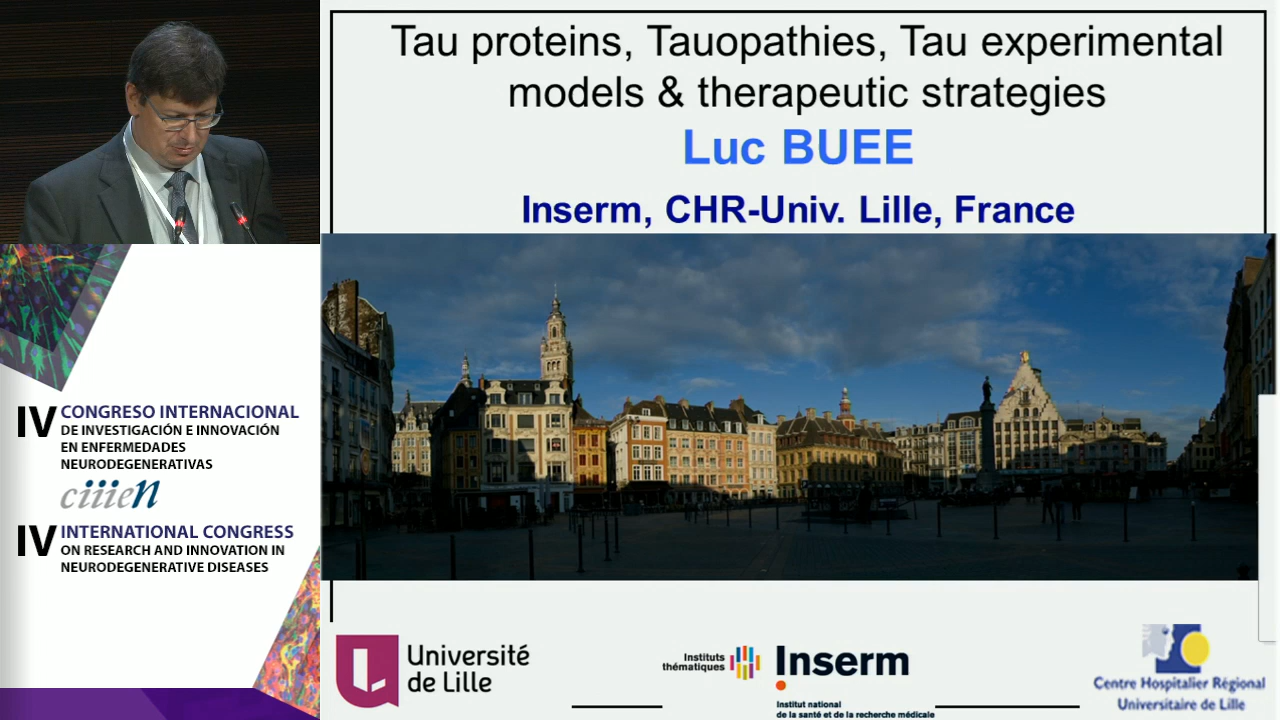 Tau proteins, Tauopathies, Tau experimental
models & therapeutic strategies
Luc BUEE
Inserm, CHR-Univ. Lille, France
IV CONGRESO INTERNACIONAL
DE INVESTIGACIÓN E INNOVACIÓN
EN ENFERMEDADES
NEURODEGENERATIVAS
ciiieN
IV INTERNATIONAL CONGRESS
ON RESEARCH AND INNOVATION IN
NEURODEGENERATIVE DISEASES
Université
de Lille
Instituts
thématiques
Inserm
Institut national
de la santé et de la recherche médicale
Centre Hospitalier Régional
Universitaire de Lille